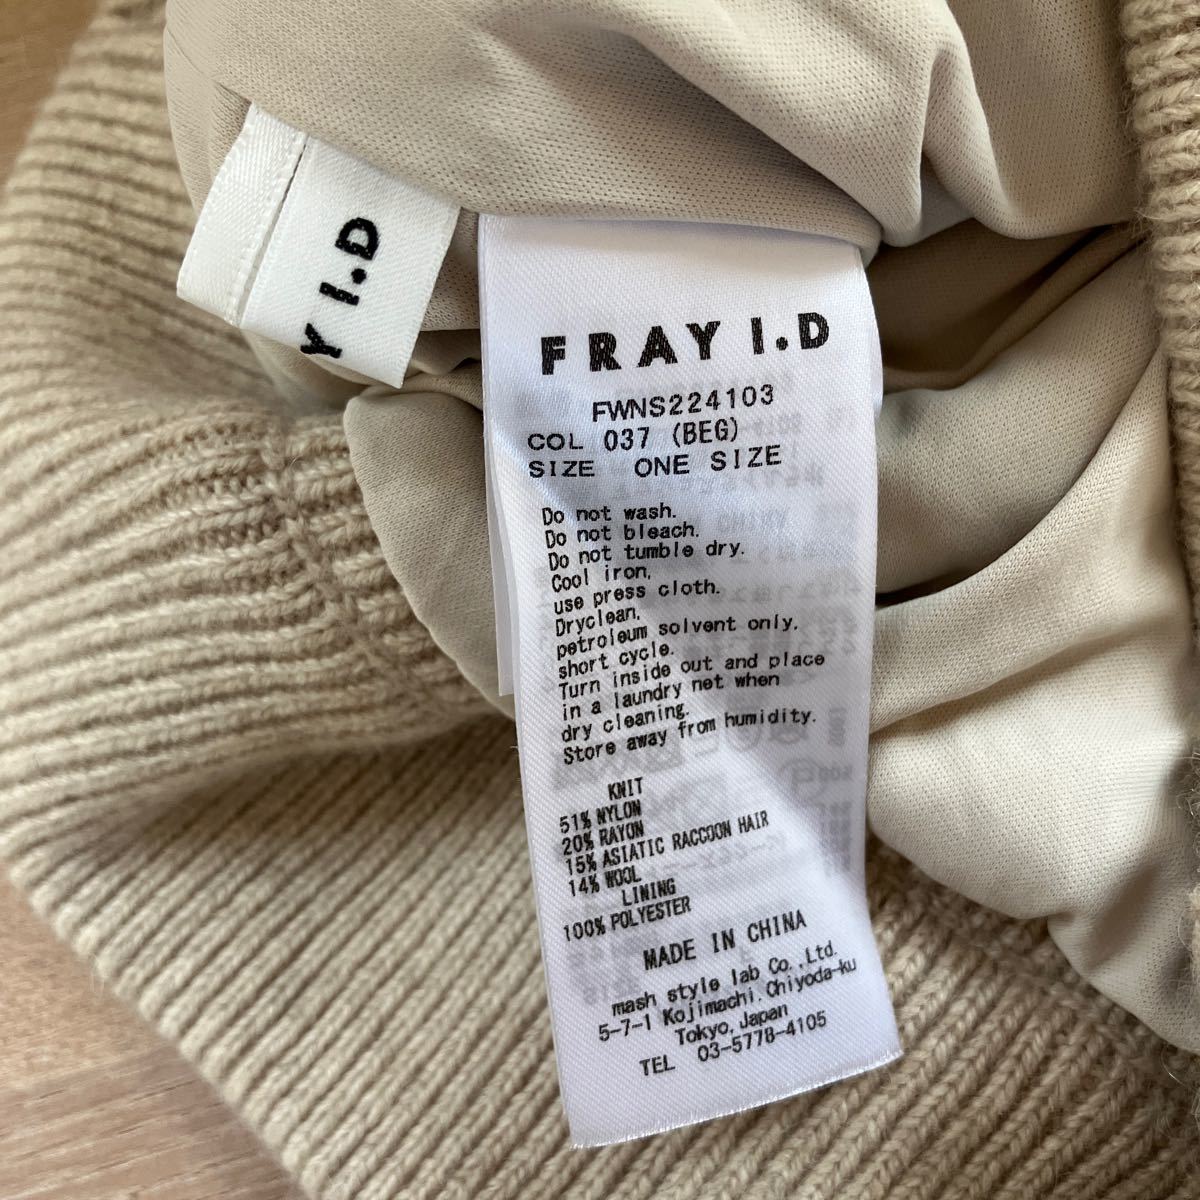 Y I.D
FRAY I.D
FWNS224103
COL 037 (BEG)
SIZE ONE SIZE
Do not wash.
Do not bleach.
Do not tumble dry.
Cool iron,
use press cloth.
Dryclean,
petroleum solvent only,
short cycle.
Turn inside out and place
in a laundry net when
dry cleaning.
Store away from humidity.
KNIT
51% NYLON
20% RAYON
15% ASIATIC RACCOON HAIR
14% WOOL
LINING
100% POLYESTER
MADE IN CHINA
mash style lab Co.,Ltd.
5-7-1 Kojimachi.Chiyoda-ku
Tokyo,Japan
TEL 03-5778-4105